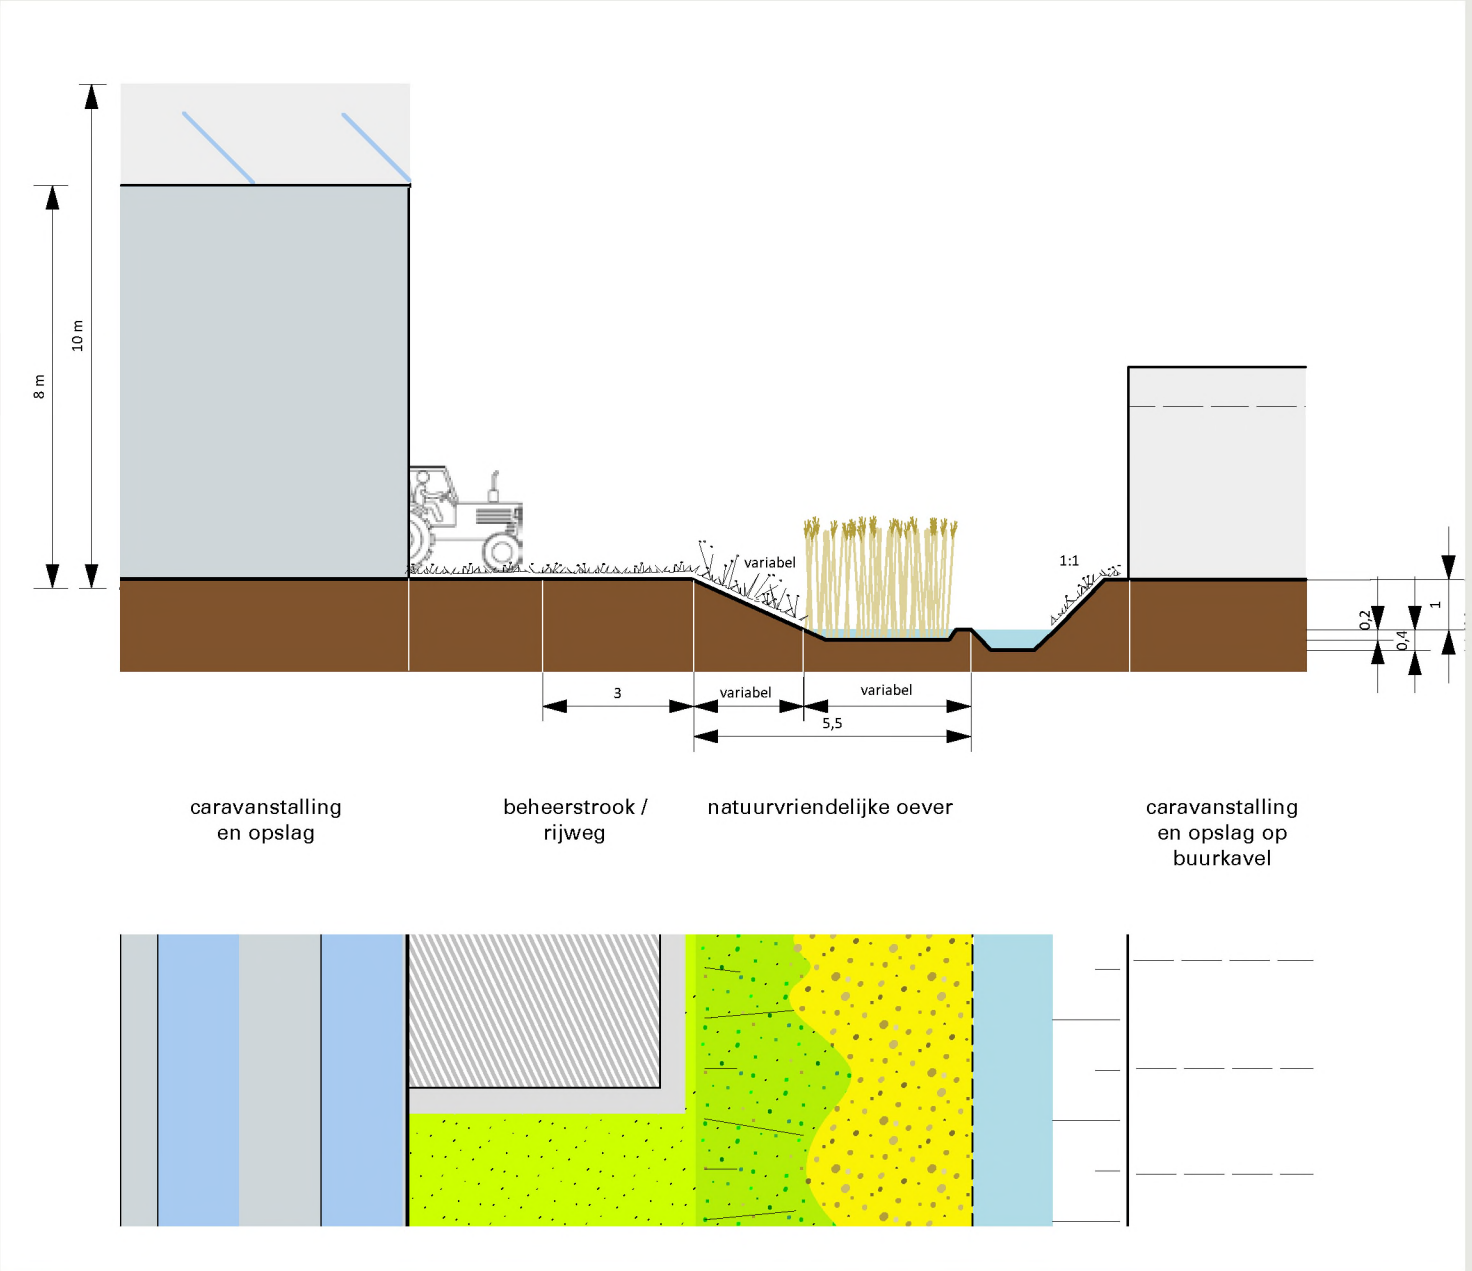 10 m
8 m
variabel
1:1
0,2
0,4
1
3
variabel
variabel
5,5
caravanstalling
en opslag
beheerstrook /
rijweg
natuurvriendelijke oever
caravanstalling
en opslag op
buurkavel